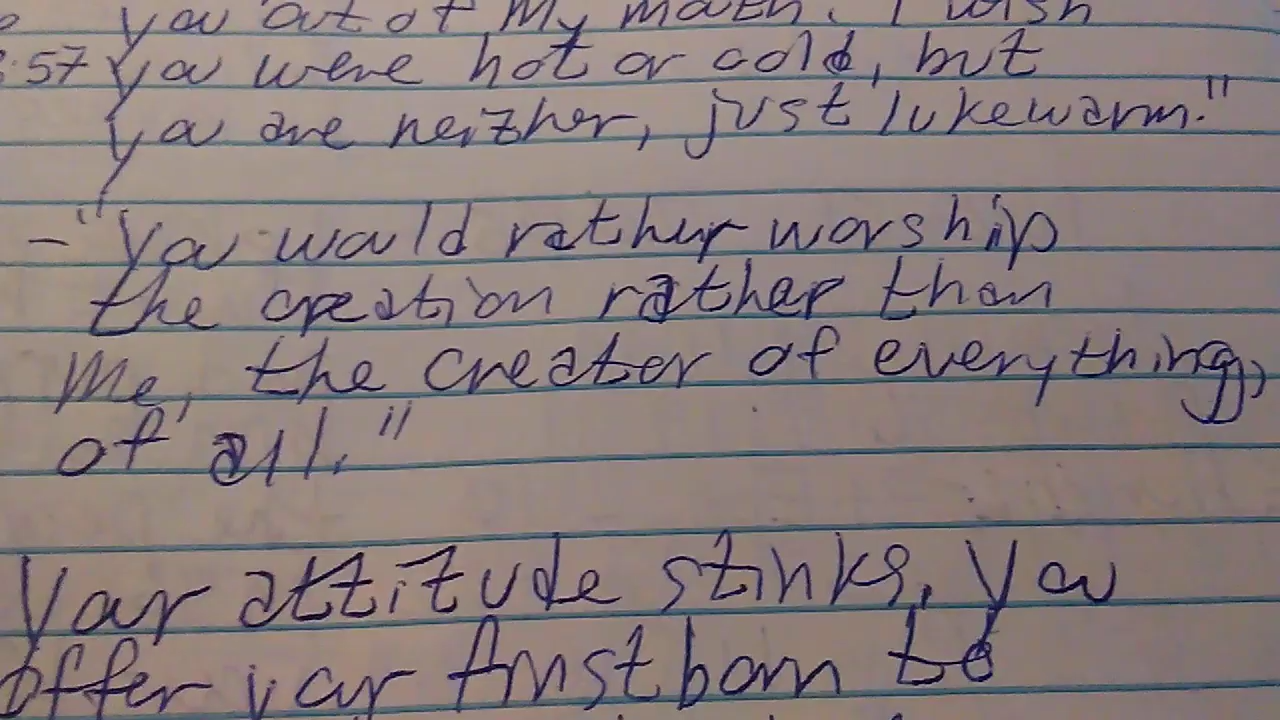 you out of My mouth. I wish
:57 you were hot or cold, but
you are neither, just lukewarm."
- "You would rather worship
the creation rather than
Me, the creator of everything,
of all."
Your attitude stinks, you
offer your firstborn to